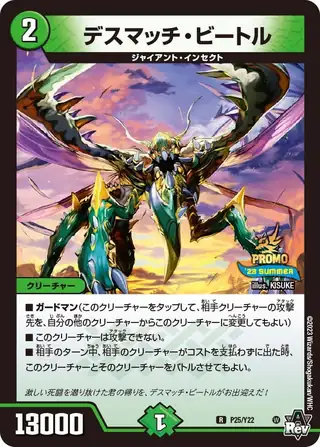 2
デスマッチ・ビートル
ジャイアント・インセクト
PROMO
'23 SUMMER
illus. KISUKE
クリーチャー
■ガードマン(このクリーチャーをタップして、相手クリーチャーの攻撃
先を、自分の他のクリーチャーからこのクリーチャーに変更してもよい)
■このクリーチャーは攻撃できない。
■相手のターン中、相手クリーチャーがコストを支払わずに出た時、
このクリーチャーとそのクリーチャーをバトルさせてもよい。
激しい死闘を潜り抜けた君の帰りを、デスマッチ・ビートルがお出迎えだ!
13000
1
R P25/Y22
Rev
©2023 Wizards/Shogakukan/WHC